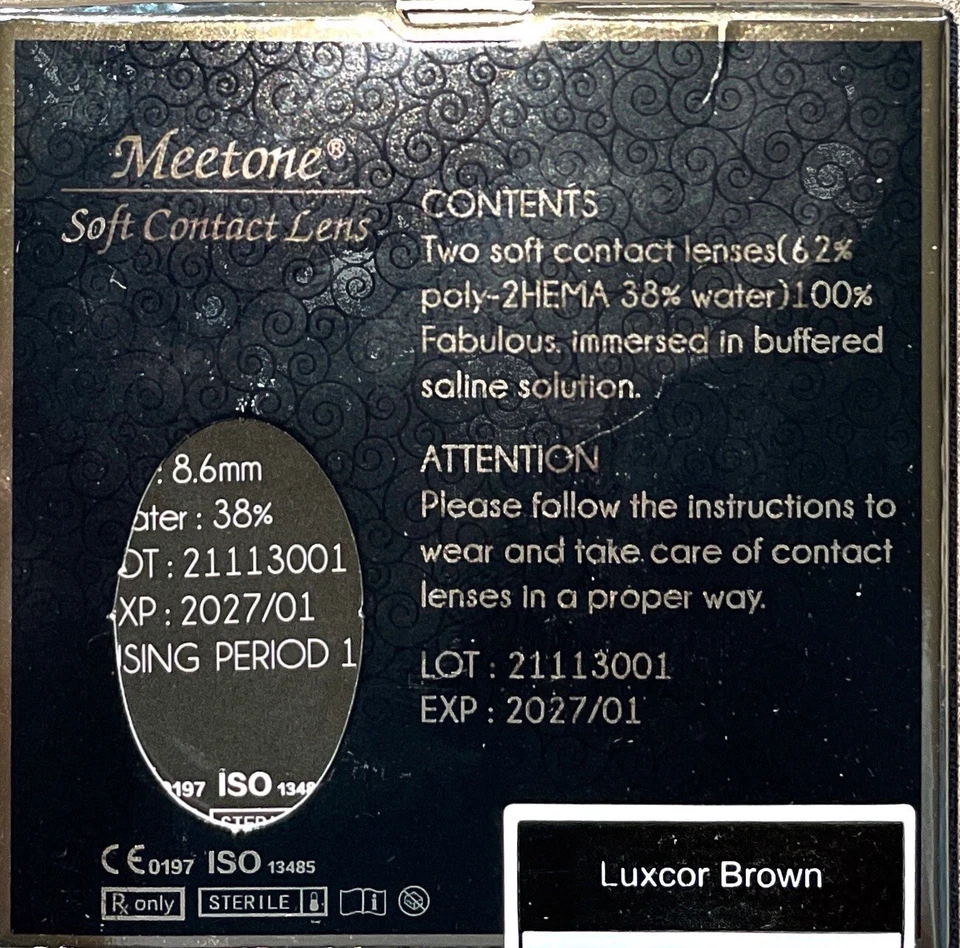 Meetone®
Soft Contact Lens
CONTENTS
Two soft contact lenses(62%
poly-2HEMA 38% water)100%
Fabulous. immersed in buffered
saline solution.
ATTENTION
Please follow the instructions to
wear and take care of contact
lenses in a proper way.
LOT : 21113001
EXP : 2027/01
: 8.6mm
ater : 38%
OT : 21113001
XP : 2027/01
SING PERIOD 1
0197 ISO 1348
STER
CE0197 ISO 13485
Rx only STERILE
Luxcor Brown